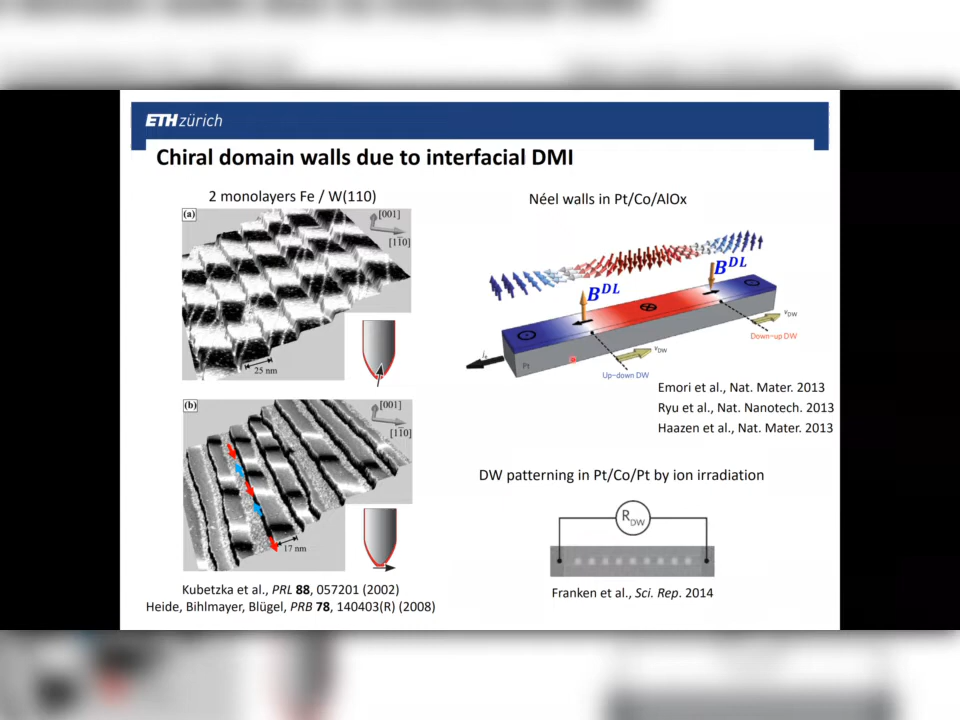 ETH zürich
Chiral domain walls due to interfacial DMI
2 monolayers Fe / W(110)
(a)
[001]
[11̄0]
25 nm
(b)
[001]
[11̄0]
17 nm
Kubetzka et al., PRL 88, 057201 (2002)
Heide, Bihlmayer, Blügel, PRB 78, 140403(R) (2008)
Néel walls in Pt/Co/AlOx
B^DL
B^DL
v_DW
Down–up DW
v_DW
Pt
Up–down DW
Emori et al., Nat. Mater. 2013
Ryu et al., Nat. Nanotech. 2013
Haazen et al., Nat. Mater. 2013
DW patterning in Pt/Co/Pt by ion irradiation
R_DW
Franken et al., Sci. Rep. 2014